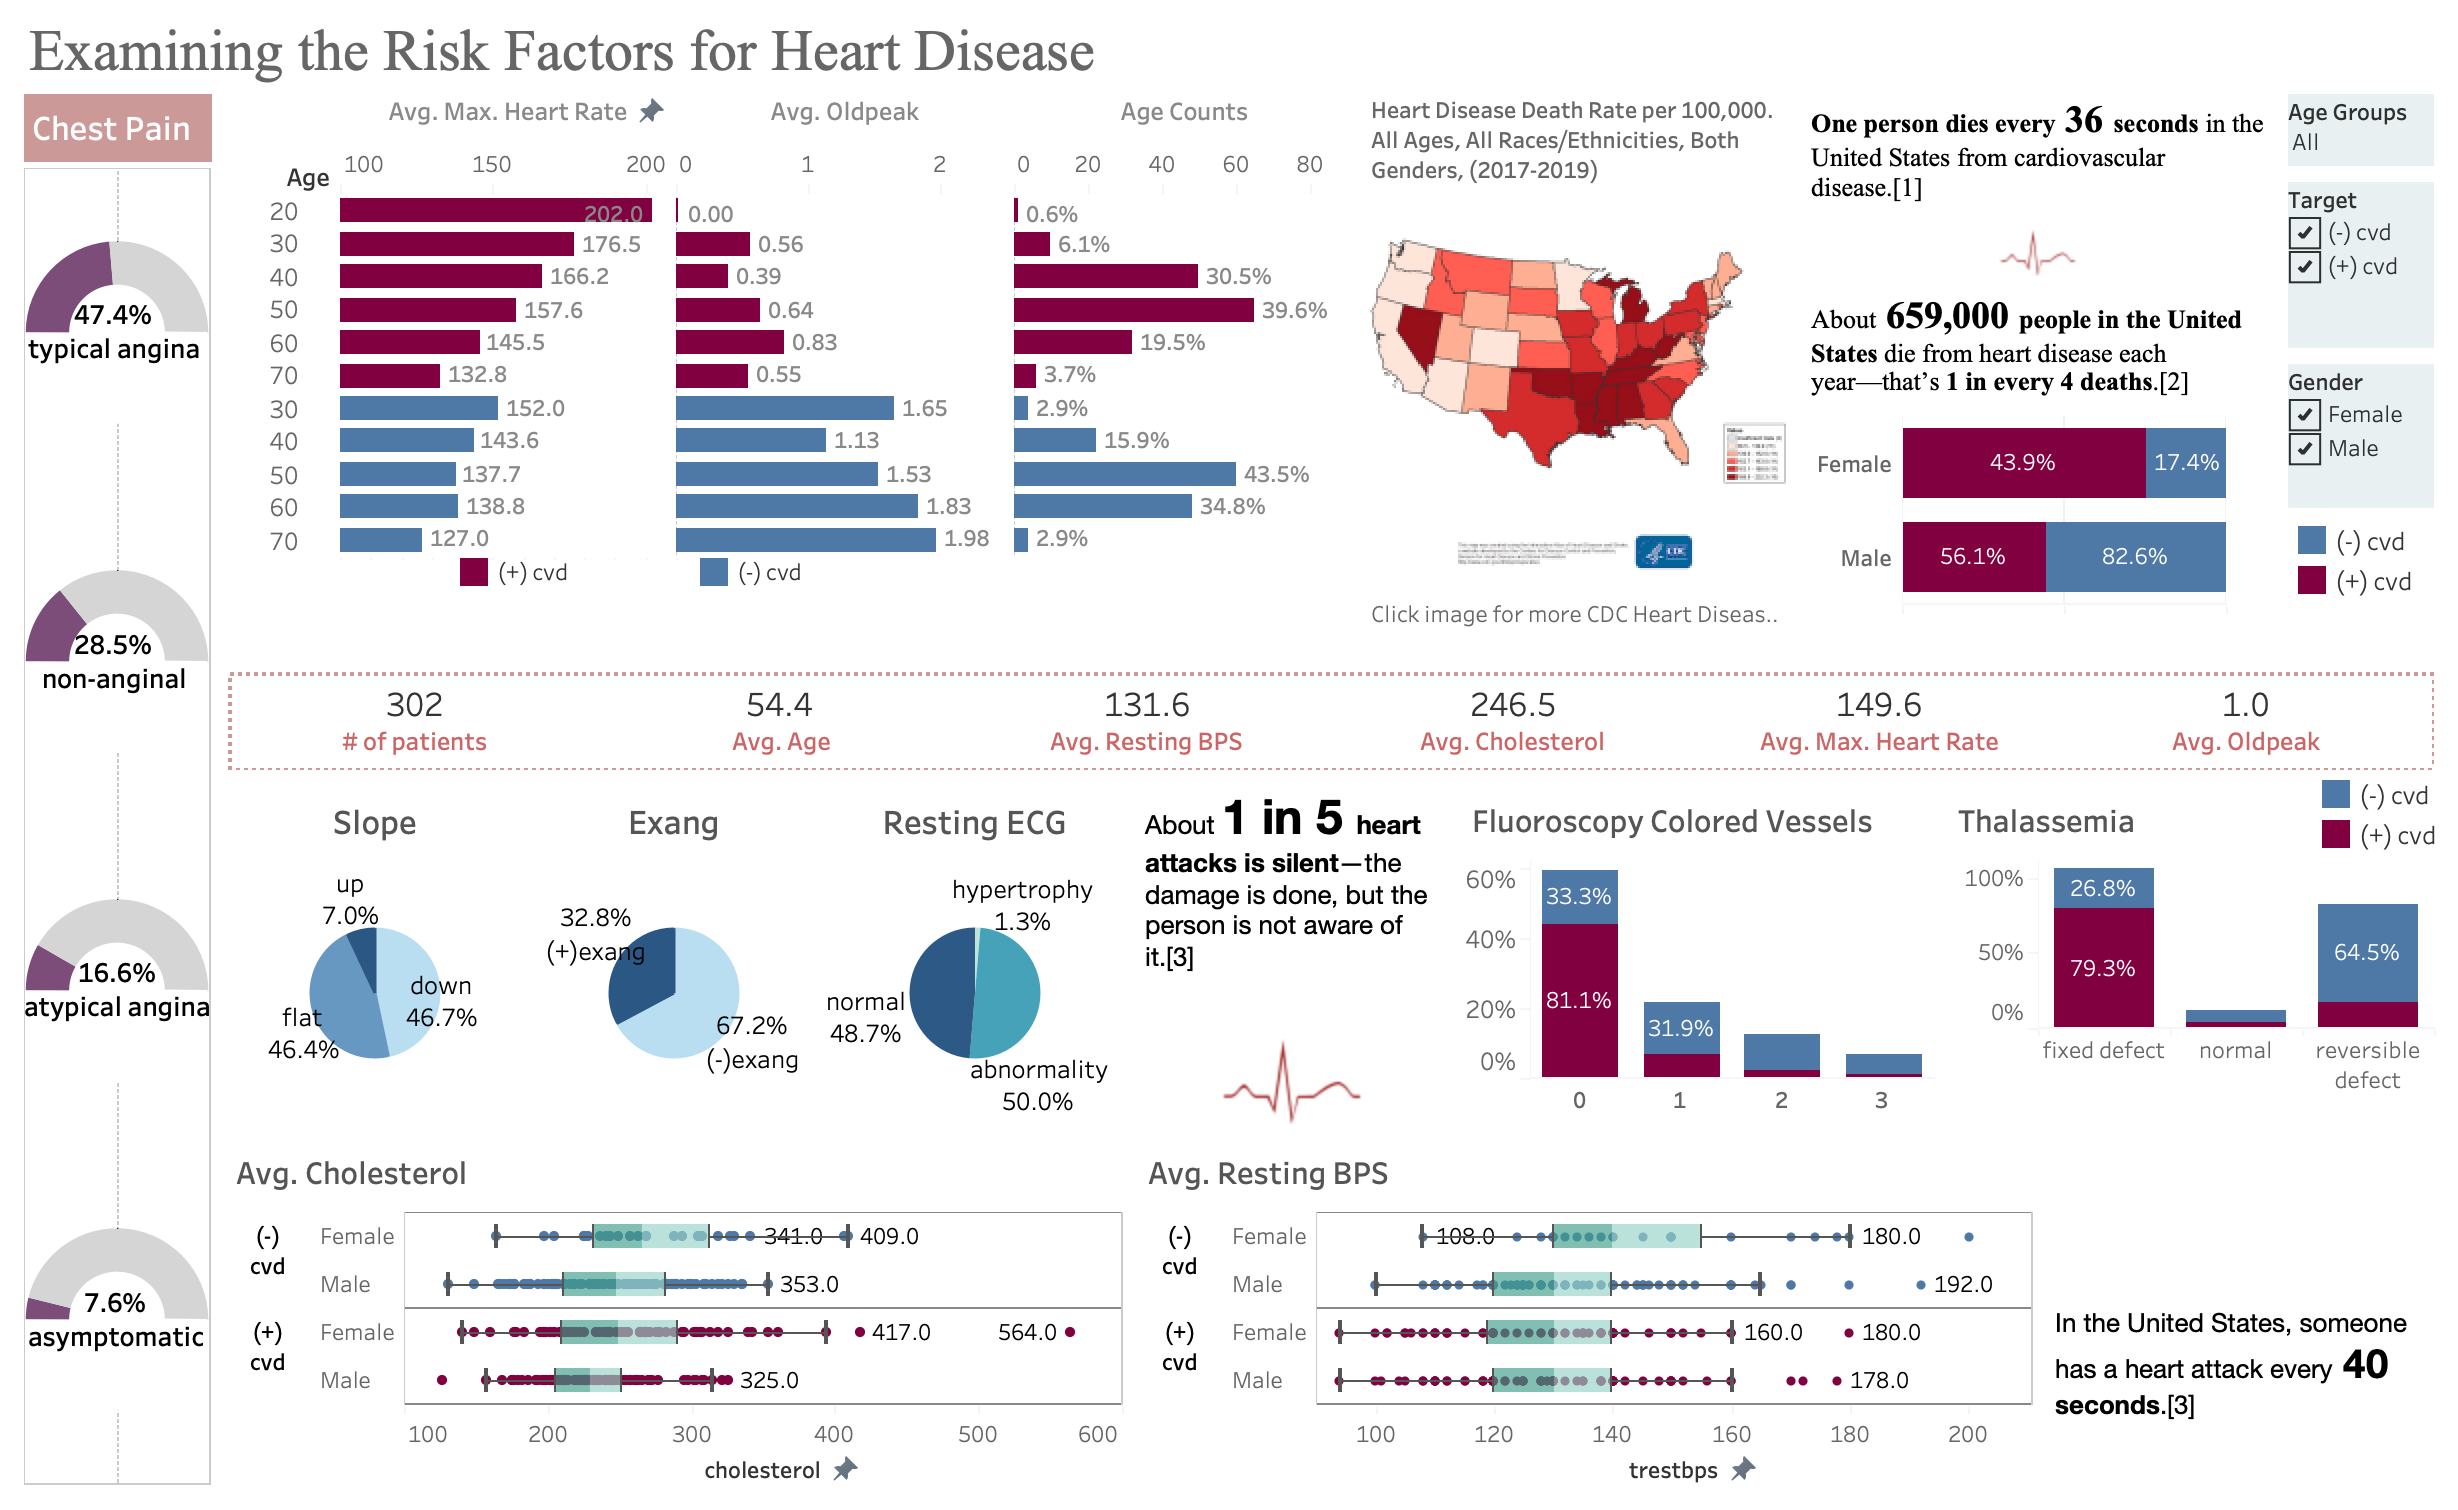 Examining the Risk Factors for Heart Disease
Chest Pain
47.4%
typical angina
28.5%
non-anginal
16.6%
atypical angina
7.6%
asymptomatic
Avg. Max. Heart Rate
Avg. Oldpeak
Age Counts
Age
100 150 200
0 1 2
0 20 40 60 80
20 202.0 0.00 0.6%
30 176.5 0.56 6.1%
40 166.2 0.39 30.5%
50 157.6 0.64 39.6%
60 145.5 0.83 19.5%
70 132.8 0.55 3.7%
30 152.0 1.65 2.9%
40 143.6 1.13 15.9%
50 137.7 1.53 43.5%
60 138.8 1.83 34.8%
70 127.0 1.98 2.9%
(+) cvd
(-) cvd
Heart Disease Death Rate per 100,000.
All Ages, All Races/Ethnicities, Both
Genders, (2017-2019)
CDC
Click image for more CDC Heart Diseas..
One person dies every 36 seconds in the
United States from cardiovascular
disease.[1]
About 659,000 people in the United
States die from heart disease each
year—that's 1 in every 4 deaths.[2]
Female 43.9% 17.4%
Male 56.1% 82.6%
Age Groups
All
Target
(-) cvd
(+) cvd
Gender
Female
Male
(-) cvd
(+) cvd
302
# of patients
54.4
Avg. Age
131.6
Avg. Resting BPS
246.5
Avg. Cholesterol
149.6
Avg. Max. Heart Rate
1.0
Avg. Oldpeak
Slope
up
7.0%
down
46.7%
flat
46.4%
Exang
32.8%
(+)exang
67.2%
(-)exang
Resting ECG
hypertrophy
1.3%
normal
48.7%
abnormality
50.0%
About 1 in 5 heart
attacks is silent—the
damage is done, but the
person is not aware of
it.[3]
Fluoroscopy Colored Vessels
60%
40%
20%
0%
33.3%
81.1%
31.9%
0 1 2 3
Thalassemia
(-) cvd
(+) cvd
100%
50%
0%
26.8%
79.3%
64.5%
fixed defect
normal
reversible
defect
Avg. Cholesterol
(-)
cvd
Female 341.0 409.0
Male 353.0
(+)
cvd
Female 417.0 564.0
Male 325.0
100 200 300 400 500 600
cholesterol
Avg. Resting BPS
(-)
cvd
Female 108.0 180.0
Male 192.0
(+)
cvd
Female 160.0 180.0
Male 178.0
100 120 140 160 180 200
trestbps
In the United States, someone
has a heart attack every 40
seconds.[3]